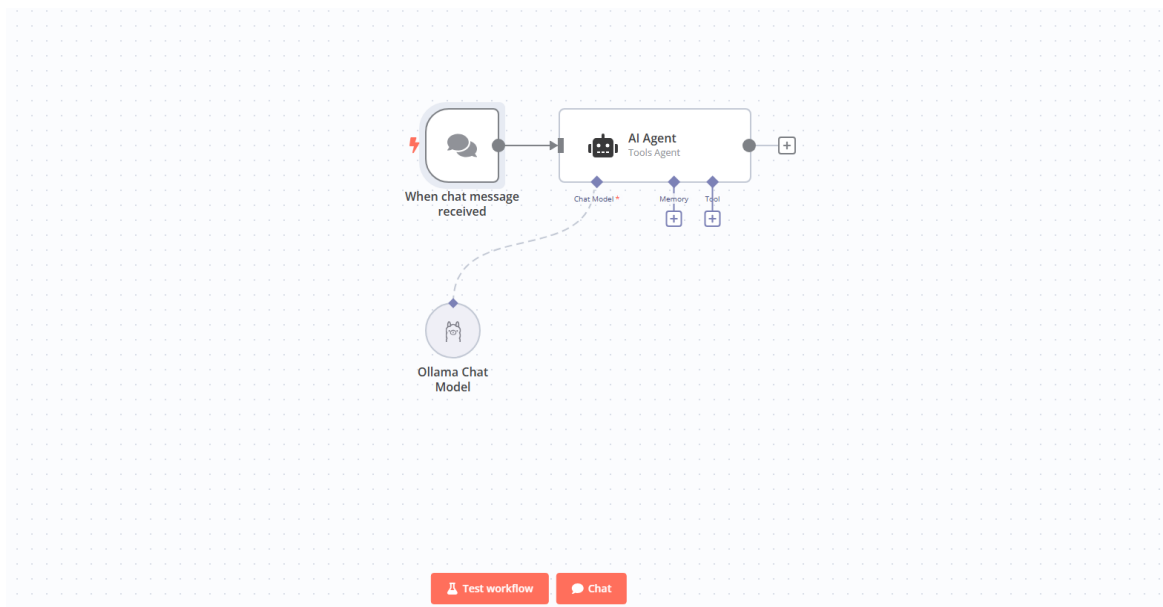 AI Agent
Tools Agent
When chat message
received
Chat Model *
Memory
Tool
Ollama Chat
Model
Test workflow
Chat